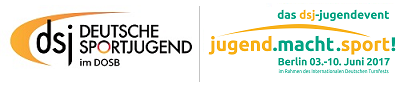 dsj DEUTSCHE
SPORTJUGEND
im DOSB
das dsj-jugendevent
jugend.macht.sport!
Berlin 03.-10. Juni 2017
im Rahmen des Internationalen Deutschen Turnfests